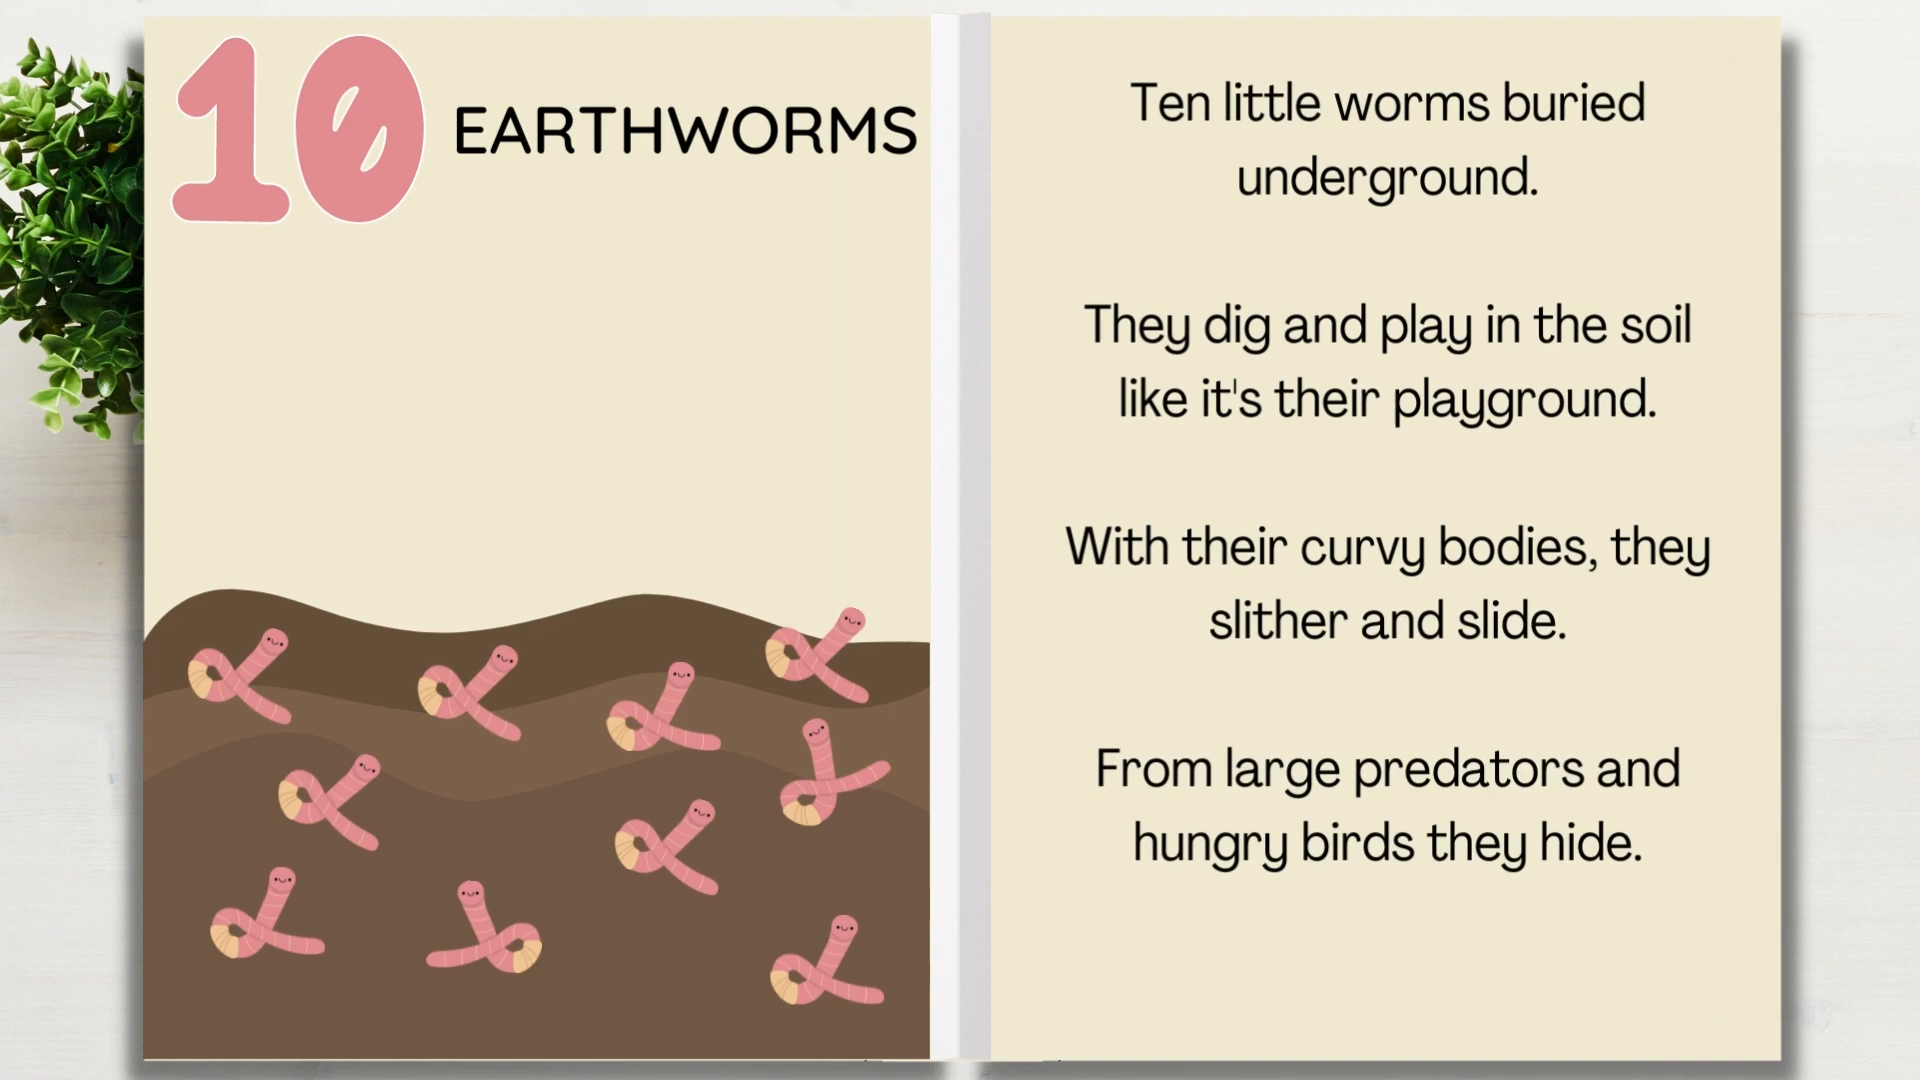 10 EARTHWORMS
Ten little worms buried
underground.
They dig and play in the soil
like it's their playground.
With their curvy bodies, they
slither and slide.
From large predators and
hungry birds they hide.